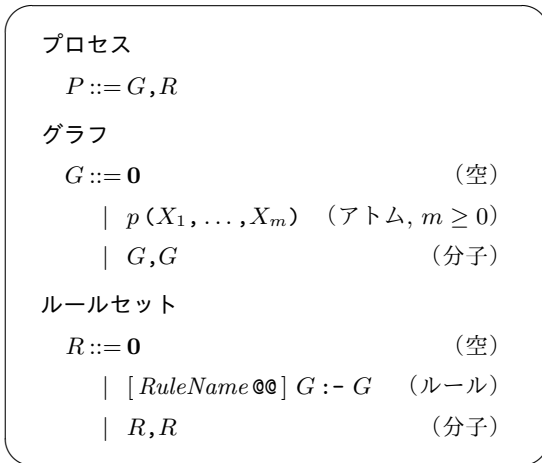 プロセス
P ::= G,R
グラフ
G ::= 0 (空)
| p(X₁,...,Xₘ) (アトム, m ≥ 0)
| G,G (分子)
ルールセット
R ::= 0 (空)
| [RuleName@@] G :- G (ルール)
| R,R (分子)